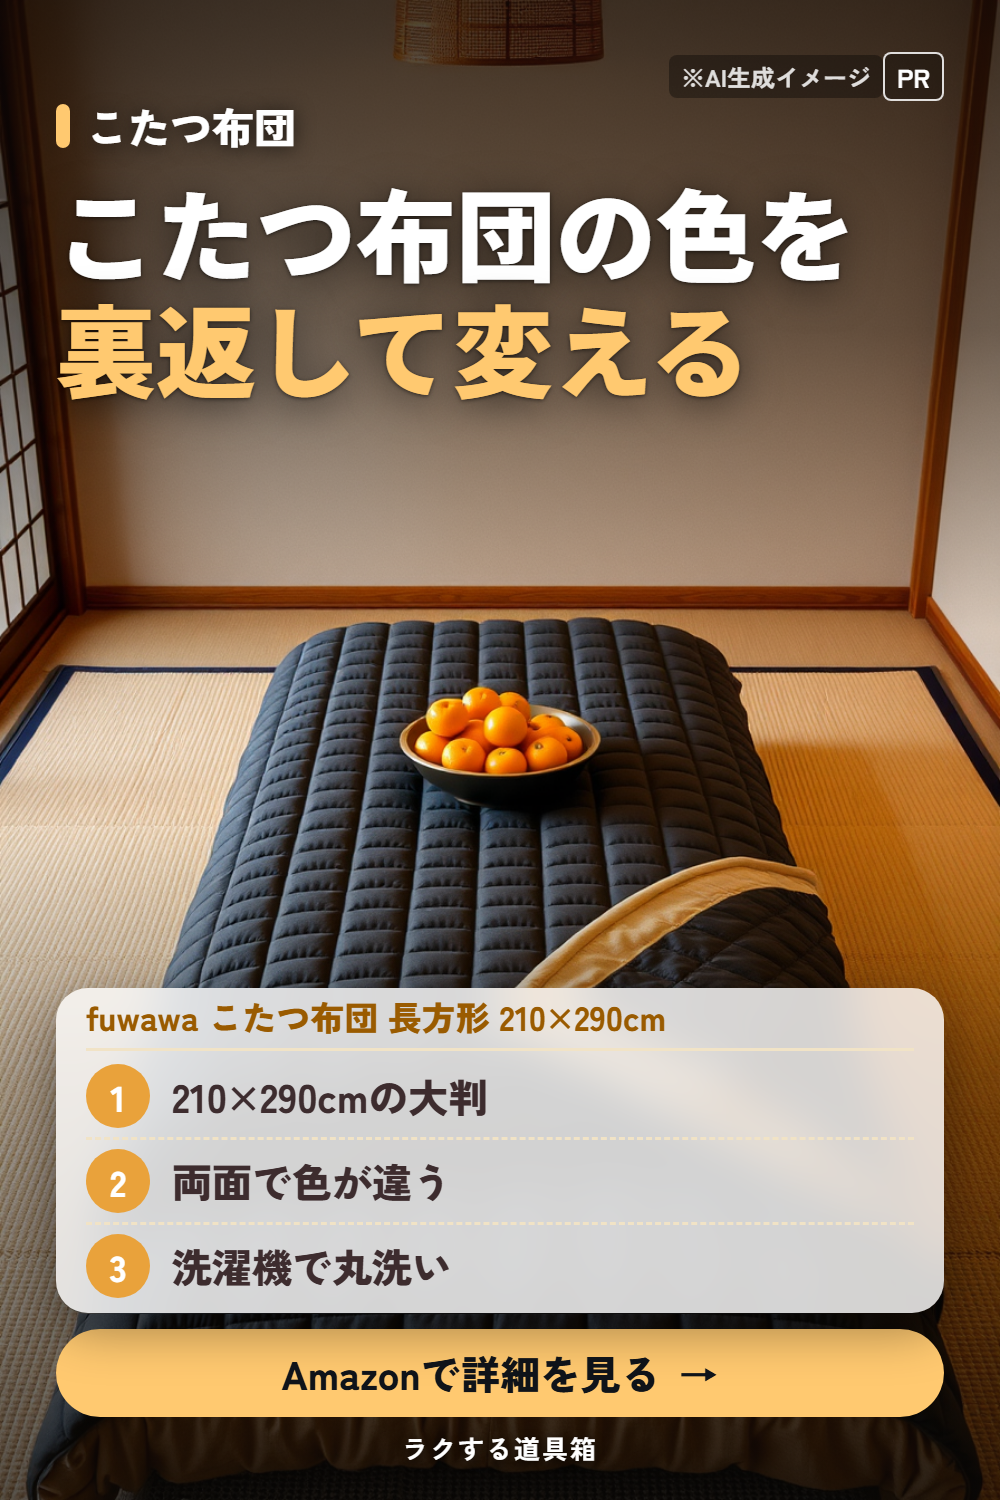 ※AI生成イメージ PR
こたつ布団
こたつ布団の色を
裏返して変える
fuwawa こたつ布団 長方形 210×290cm
1 210×290cmの大判
2 両面で色が違う
3 洗濯機で丸洗い
Amazonで詳細を見る →
ラクする道具箱